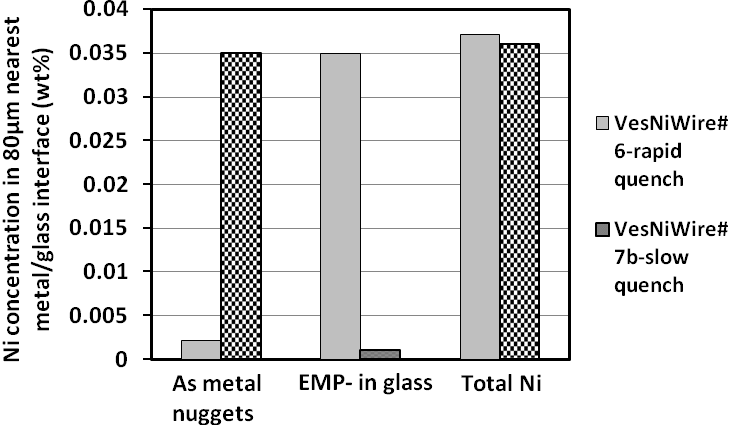 Ni concentration in 80µm nearest
metal/glass interface (wt%)
0.04
0.035
0.03
0.025
0.02
0.015
0.01
0.005
0
As metal
nuggets
EMP- in glass
Total Ni
VesNiWire#
6-rapid
quench
VesNiWire#
7b-slow
quench